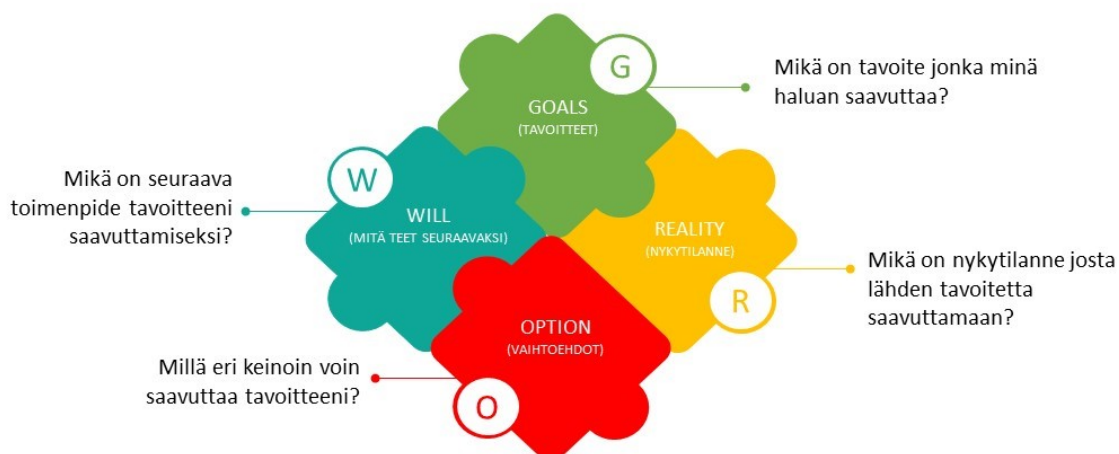 G
GOALS
(TAVOITTEET)
Mikä on tavoite jonka minä
haluan saavuttaa?
W
WILL
(MITÄ TEET SEURAAVAKSI)
Mikä on seuraava
toimenpide tavoitteeni
saavuttamiseksi?
REALITY
(NYKYTILANNE)
R
Mikä on nykytilanne josta
lähden tavoitetta
saavuttamaan?
OPTION
(VAIHTOEHDOT)
O
Millä eri keinoin voin
saavuttaa tavoitteeni?